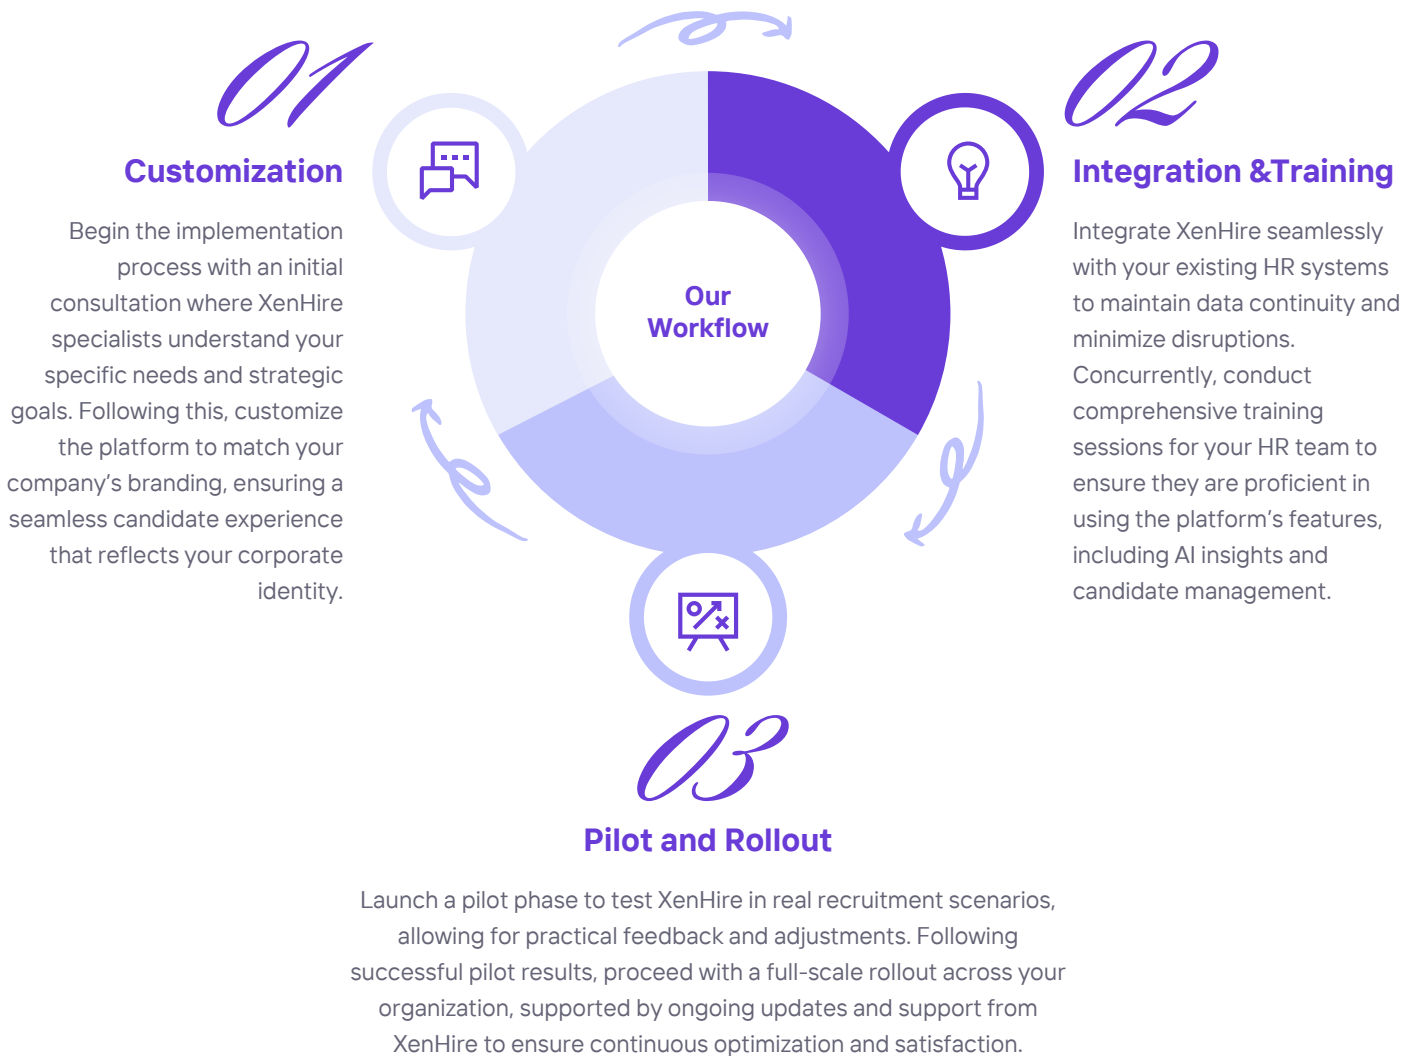 01
Customization
Begin the implementation
process with an initial
consultation where XenHire
specialists understand your
specific needs and strategic
goals. Following this, customize
the platform to match your
company’s branding, ensuring a
seamless candidate experience
that reflects your corporate
identity.
Our
Workflow
02
Integration &Training
Integrate XenHire seamlessly
with your existing HR systems
to maintain data continuity and
minimize disruptions.
Concurrently, conduct
comprehensive training
sessions for your HR team to
ensure they are proficient in
using the platform’s features,
including AI insights and
candidate management.
03
Pilot and Rollout
Launch a pilot phase to test XenHire in real recruitment scenarios,
allowing for practical feedback and adjustments. Following
successful pilot results, proceed with a full-scale rollout across your
organization, supported by ongoing updates and support from
XenHire to ensure continuous optimization and satisfaction.